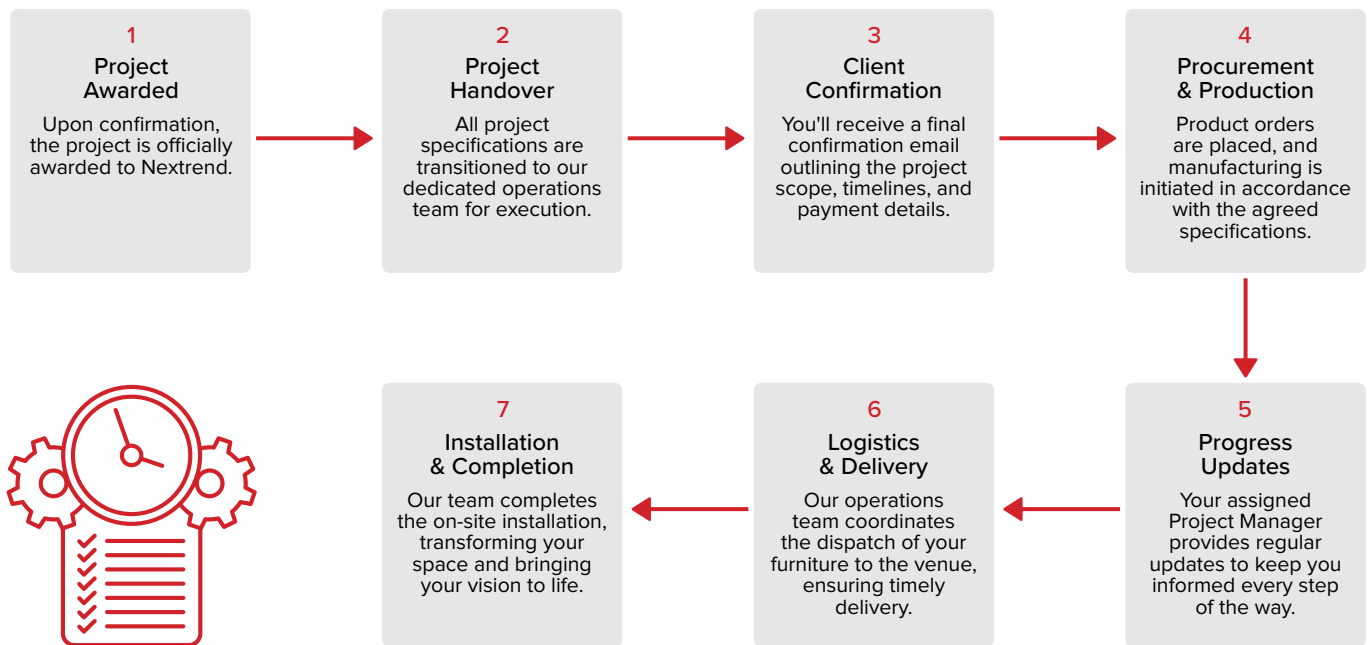 1
Project
Awarded
Upon confirmation,
the project is officially
awarded to Nextrend.
2
Project
Handover
All project
specifications are
transitioned to our
dedicated operations
team for execution.
3
Client
Confirmation
You'll receive a final
confirmation email
outlining the project
scope, timelines, and
payment details.
4
Procurement
& Production
Product orders
are placed, and
manufacturing is
initiated in accordance
with the agreed
specifications.
5
Progress
Updates
Your assigned
Project Manager
provides regular
updates to keep you
informed every step
of the way.
6
Logistics
& Delivery
Our operations
team coordinates
the dispatch of your
furniture to the venue,
ensuring timely
delivery.
7
Installation
& Completion
Our team completes
the on-site installation,
transforming your
space and bringing
your vision to life.